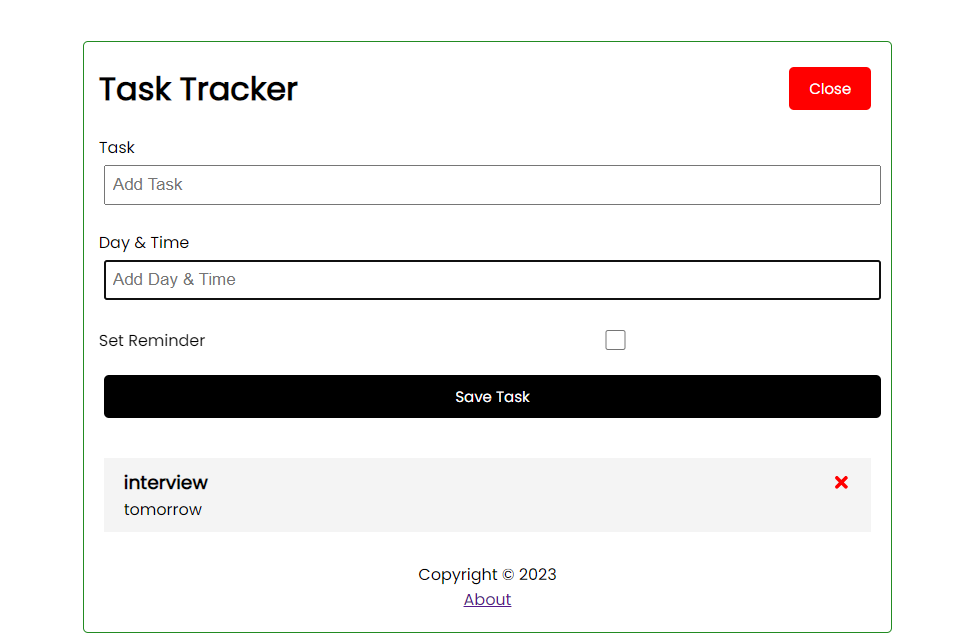 Task Tracker
Close
Task
Add Task
Day & Time
Add Day & Time
Set Reminder
Save Task
interview
tomorrow
Copyright © 2023
About